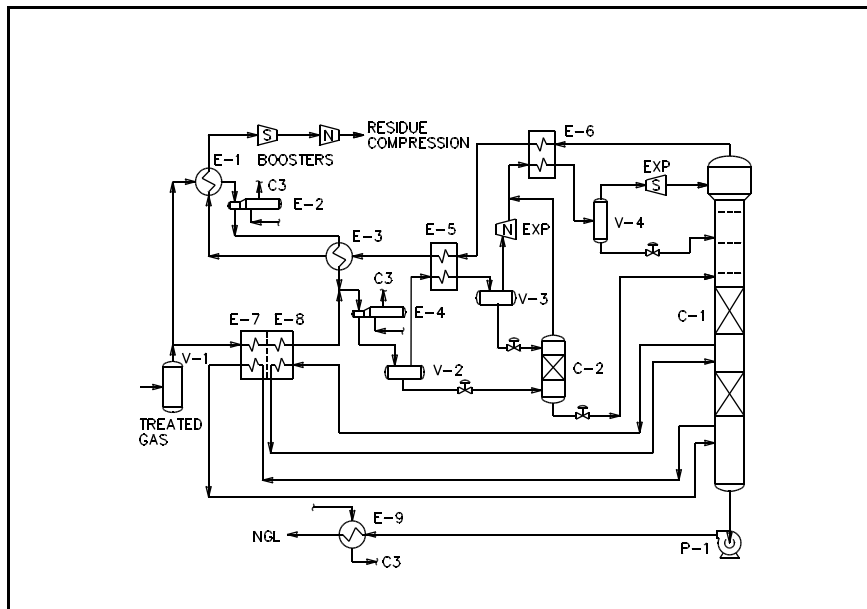 RESIDUE
COMPRESSION
S
N
E-6
E-1
BOOSTERS
EXP
C3
S
E-2
E-5
V-4
E-3
N
EXP
C3
V-3
C-1
E-7
E-8
E-4
V-1
V-2
C-2
TREATED
GAS
E-9
NGL
C3
P-1